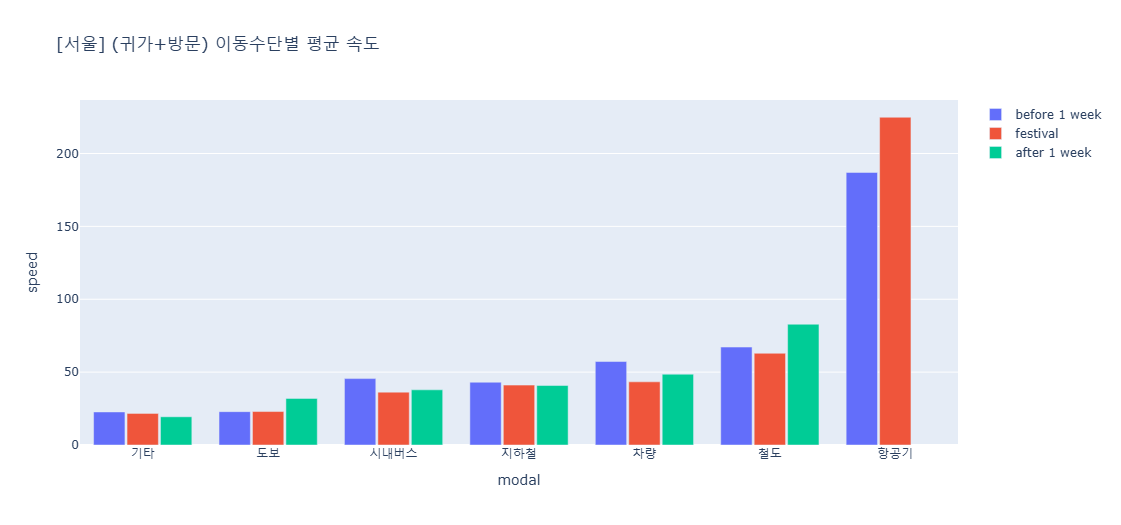 [서울] (귀가+방문) 이동수단별 평균 속도
before 1 week
festival
after 1 week
200
150
100
50
0
speed
기타
도보
시내버스
지하철
차량
철도
항공기
modal